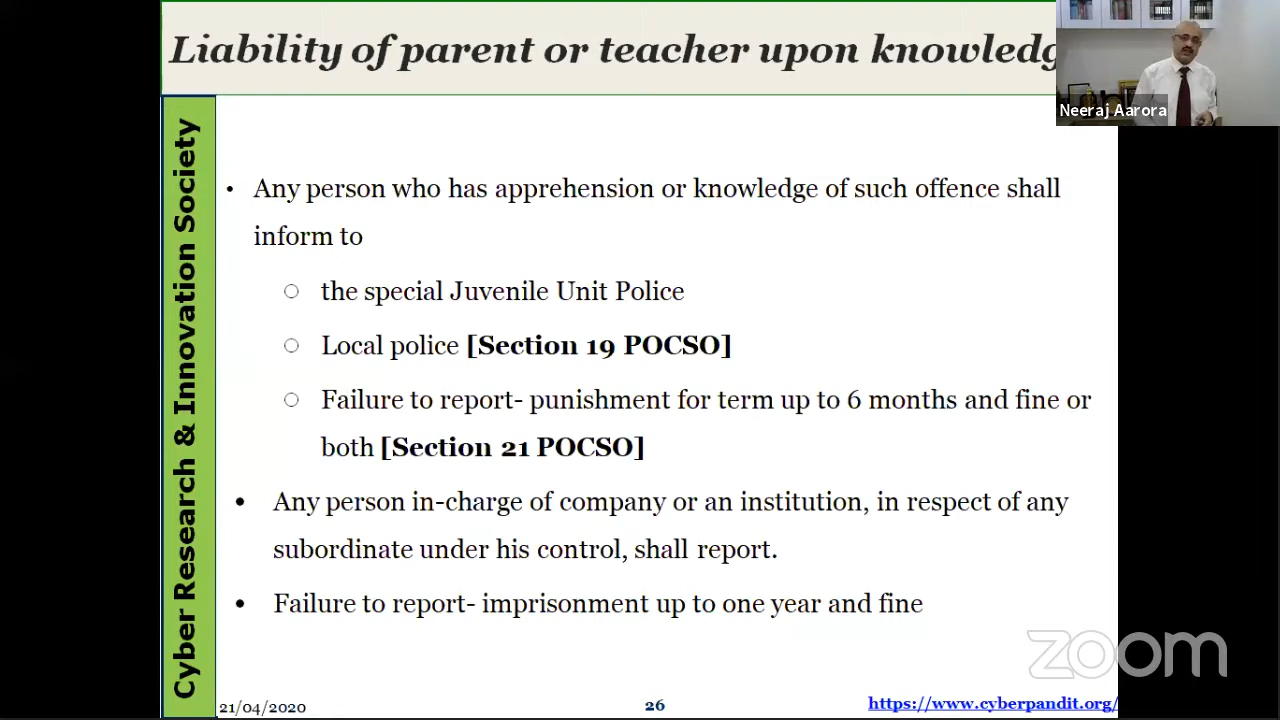 Liability of parent or teacher upon knowledg
Neeraj Aarora
Cyber Research & Innovation Society
• Any person who has apprehension or knowledge of such offence shall
inform to
○ the special Juvenile Unit Police
○ Local police [Section 19 POCSO]
○ Failure to report- punishment for term up to 6 months and fine or
both [Section 21 POCSO]
• Any person in-charge of company or an institution, in respect of any
subordinate under his control, shall report.
• Failure to report- imprisonment up to one year and fine
zoom
21/04/2020
26
https://www.cyberpandit.org/